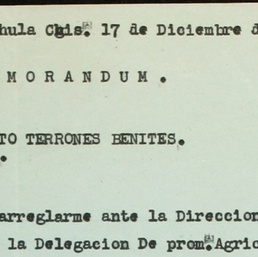 hula Chis. 17 de Diciembre d
MORANDUM.
TO TERRONES BENITES.
arreglarme ante la Direccion
la Delegacion De prom. Agric